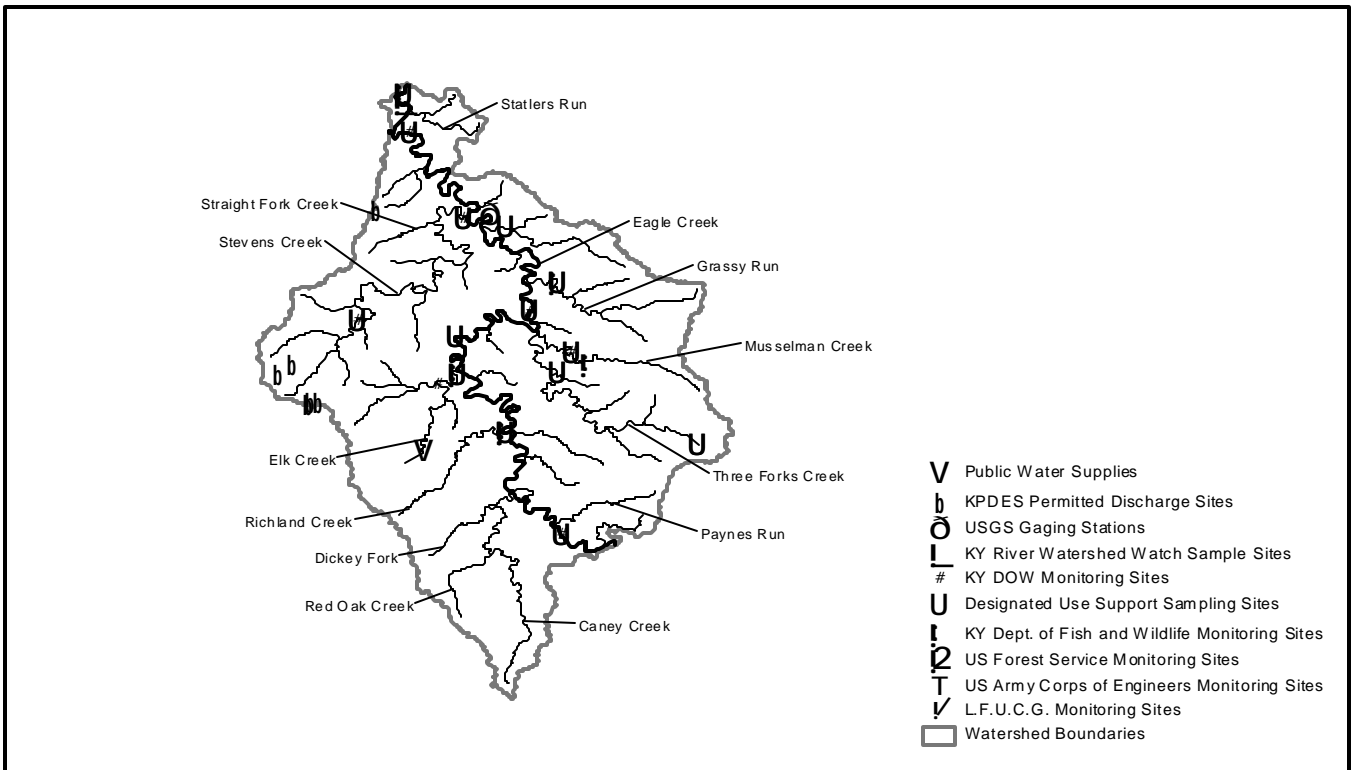 Statlers Run
Straight Fork Creek
Stevens Creek
Eagle Creek
Grassy Run
Musselman Creek
Elk Creek
Three Forks Creek
Richland Creek
Paynes Run
Dickey Fork
Red Oak Creek
Caney Creek
V Public Water Supplies
b KPDES Permitted Discharge Sites
ð USGS Gaging Stations
KY River Watershed Watch Sample Sites
# KY DOW Monitoring Sites
U Designated Use Support Sampling Sites
KY Dept. of Fish and Wildlife Monitoring Sites
US Forest Service Monitoring Sites
T US Army Corps of Engineers Monitoring Sites
L.F.U.C.G. Monitoring Sites
Watershed Boundaries